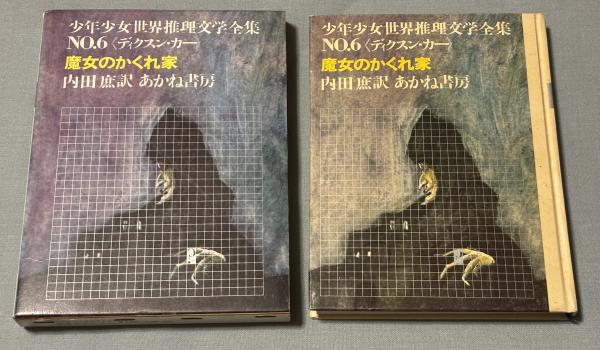 少年少女世界推理文学全集
NO.6〈ディクスン・カー〉
魔女のかくれ家
内田 庶訳 あかね書房
少年少女世界推理文学全集
NO.6〈ディクスン・カー〉
魔女のかくれ家
内田 庶訳 あかね書房